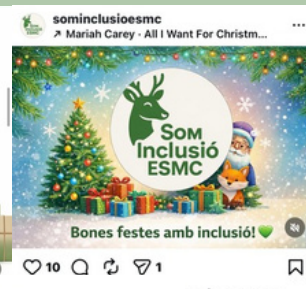 sominclusioesmc
Mariah Carey - All I Want For Christm...
SOM
Inclusió
ESMC
Bones festes amb inclusió!
10
1